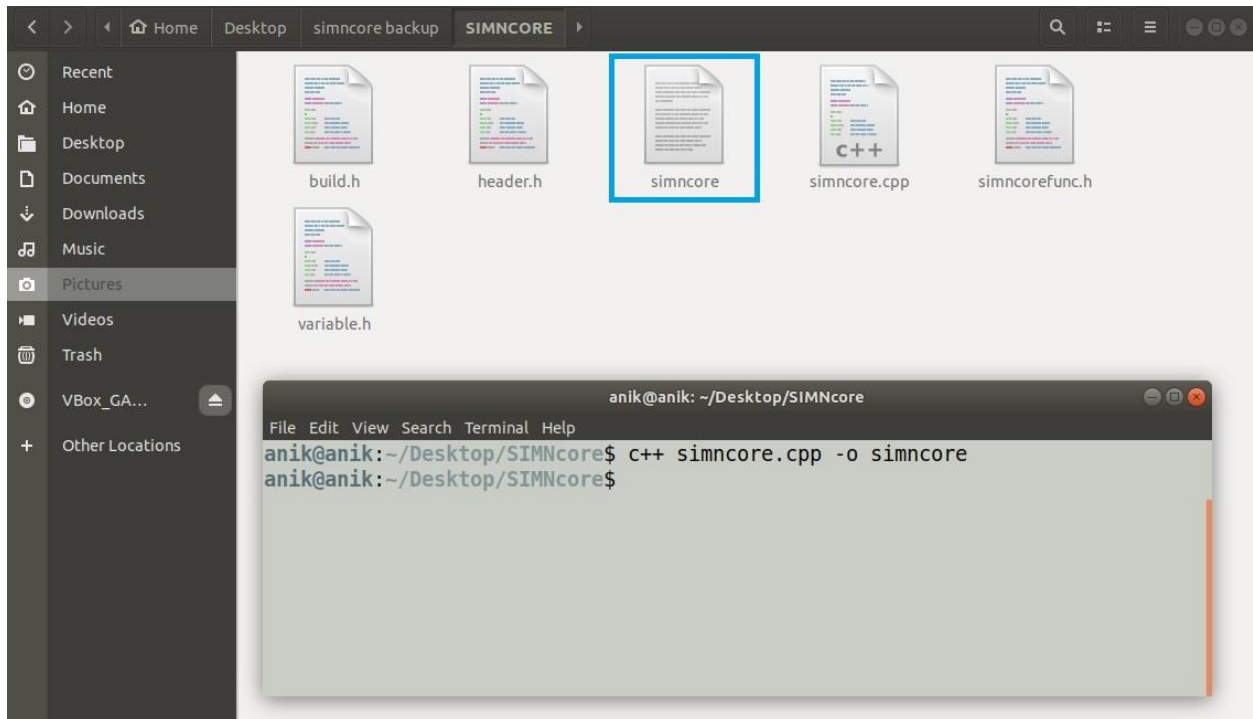 Home Desktop simncore backup SIMNCORE
Recent
Home
Desktop
Documents
Downloads
Music
Pictures
Videos
Trash
VBox_GA...
Other Locations
build.h header.h simncore simncore.cpp simncorefunc.h
c++
variable.h
anik@anik: ~/Desktop/SIMNcore
File Edit View Search Terminal Help
anik@anik:~/Desktop/SIMNcore$ c++ simncore.cpp -o simncore
anik@anik:~/Desktop/SIMNcore$